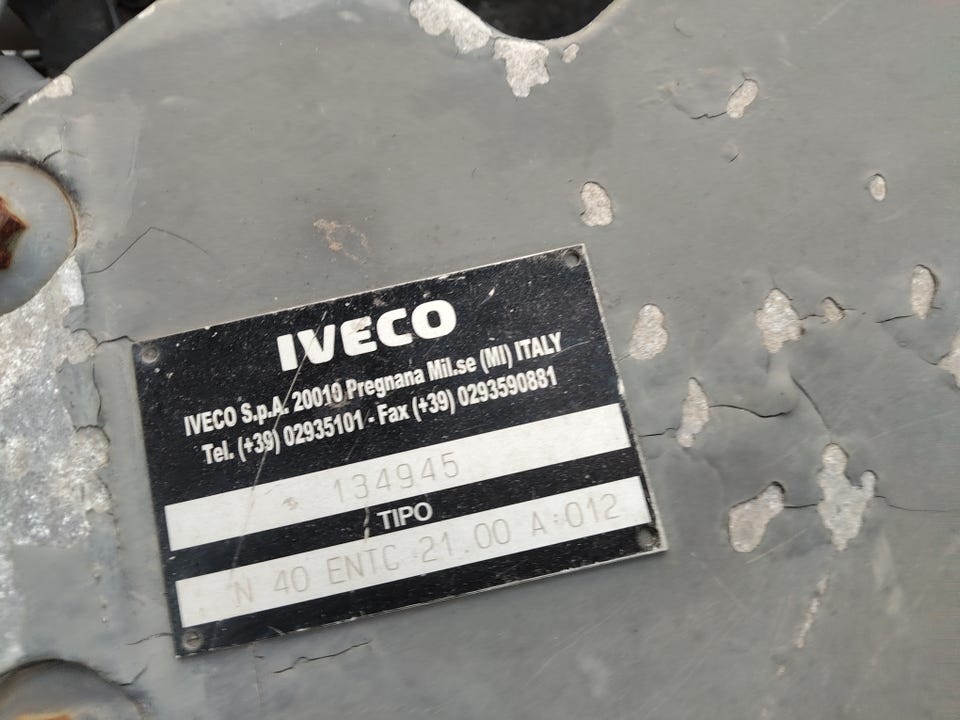 IVECO
IVECO S.p.A. 20010 Pregnana Mil.se (MI) ITALY
Tel. (+39) 02935101 - Fax (+39) 0293590881
134945
TIPO
N 40 ENTC 21.00 A 012